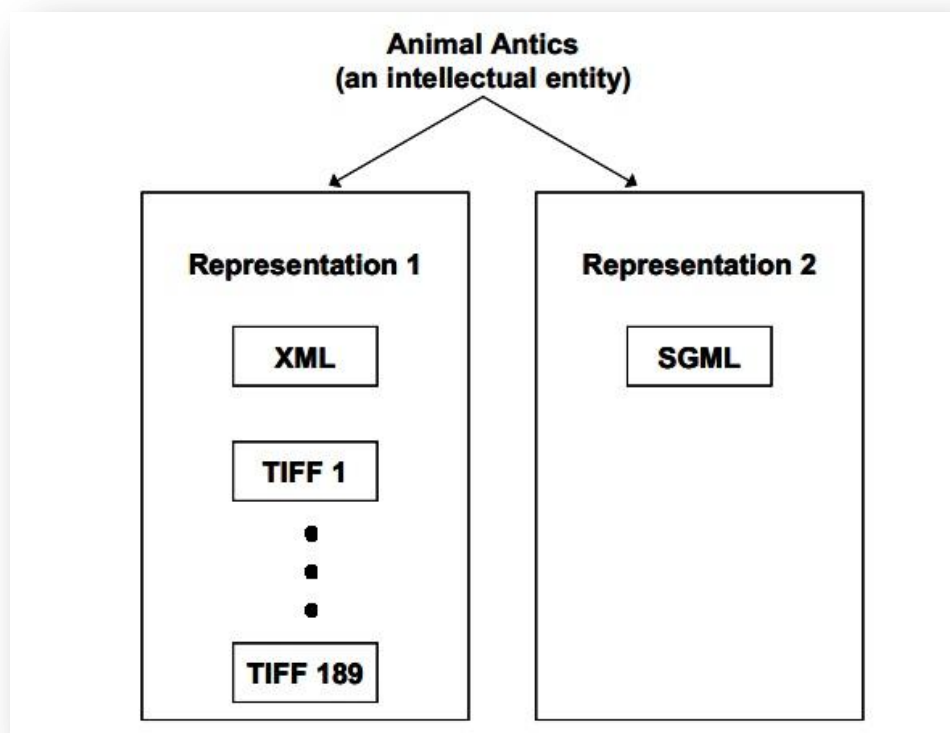 Animal Antics
(an intellectual entity)
Representation 1
XML
TIFF 1
TIFF 189
Representation 2
SGML